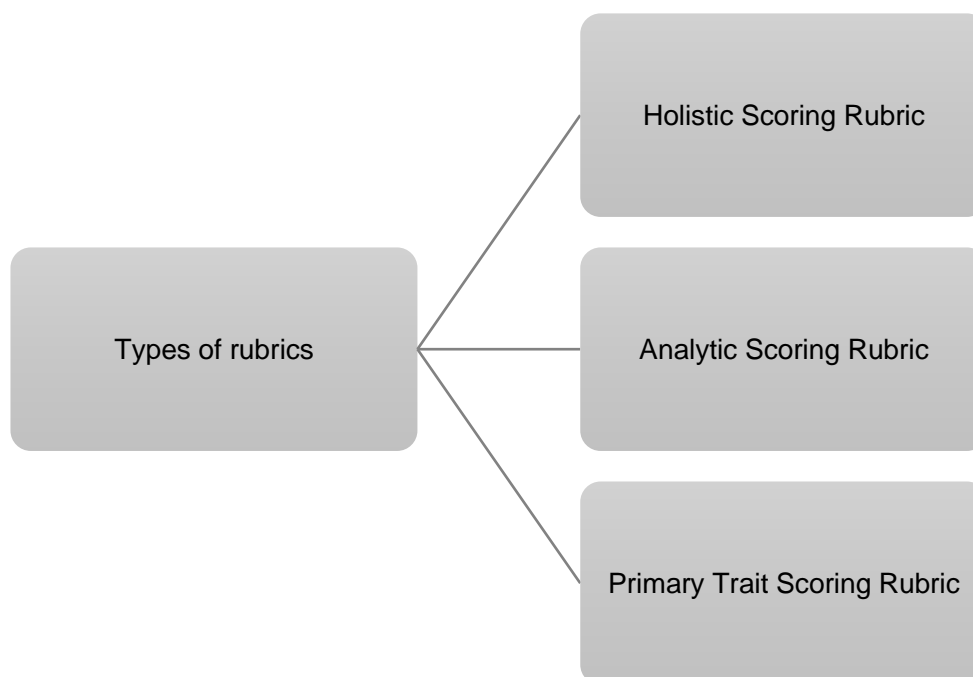 Types of rubrics
Holistic Scoring Rubric
Analytic Scoring Rubric
Primary Trait Scoring Rubric